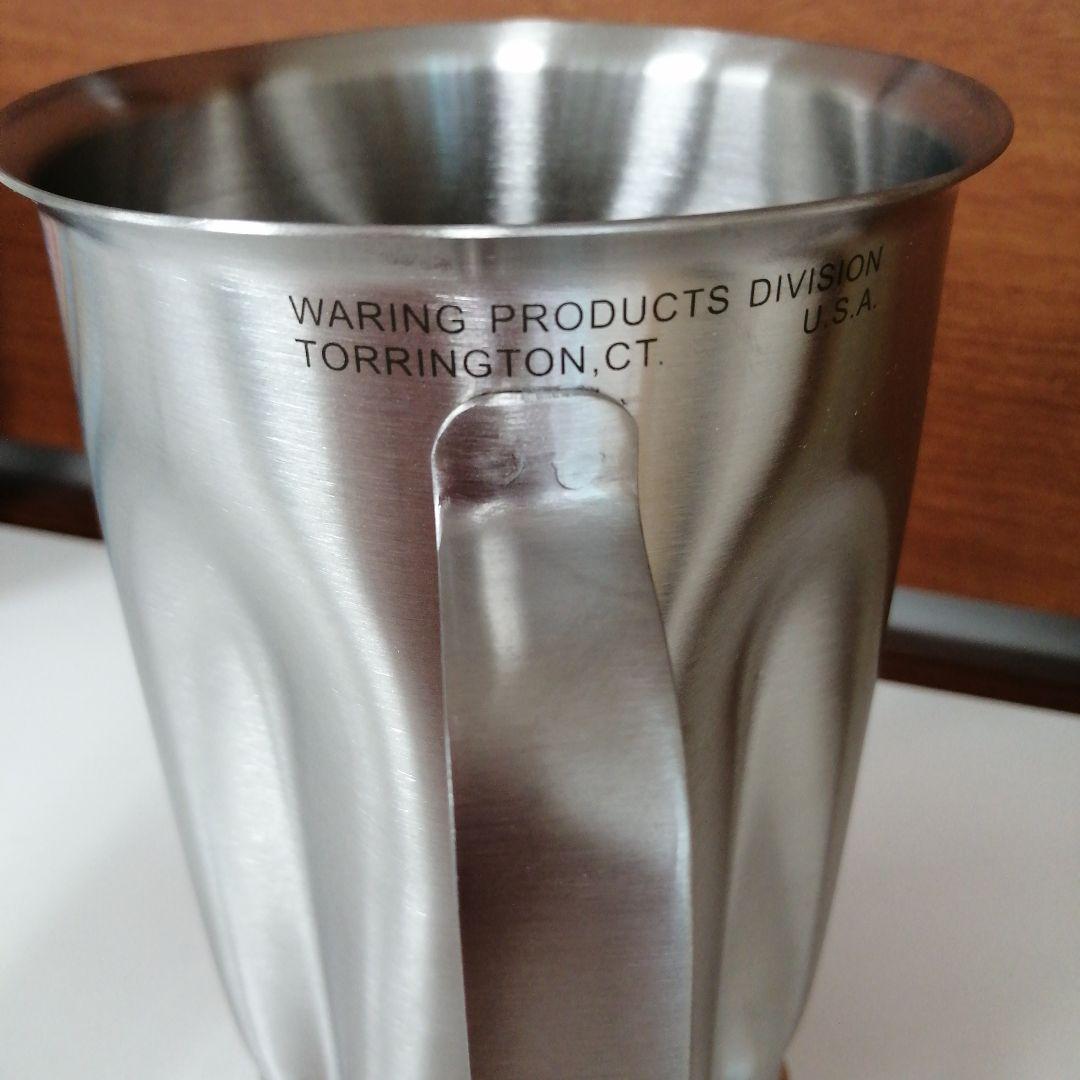 WARING PRODUCTS DIVISION
TORRINGTON,CT. U.S.A.